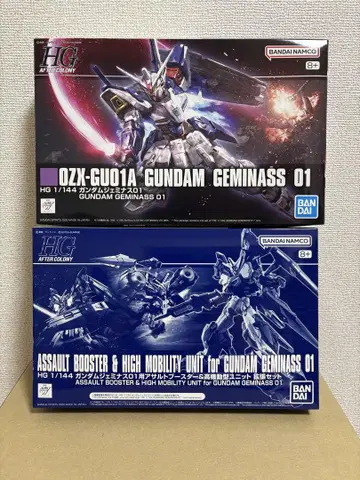 HG
AFTER COLONY
BANDAI NAMCO
8+
OZX-GU01A GUNDAM GEMINASS 01
HG 1/144 ガンダムジェミナス01
GUNDAM GEMINASS 01
BAN
DAI
HG
AFTER COLONY
BANDAI NAMCO
8+
ASSAULT BOOSTER & HIGH MOBILITY UNIT for GUNDAM GEMINASS 01
HG 1/144 ガンダムジェミナス01用アサルトブースター&高機動型ユニット 拡張セット
ASSAULT BOOSTER & HIGH MOBILITY UNIT for GUNDAM GEMINASS 01
BAN
DAI